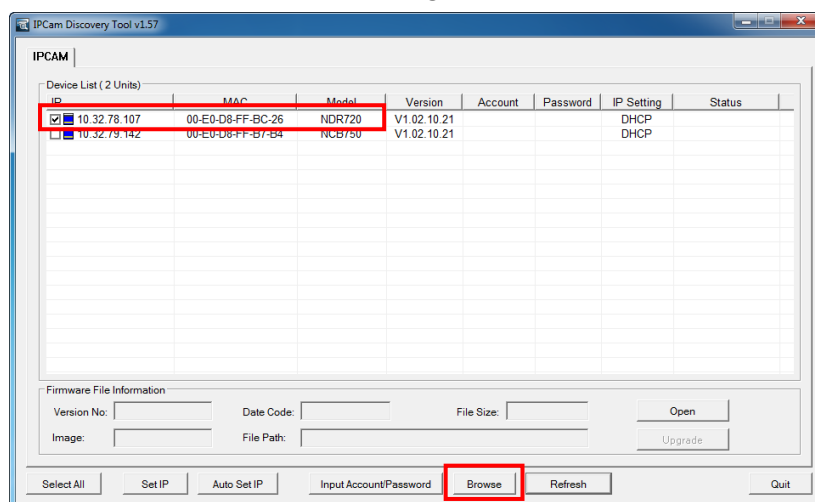 IPCam Discovery Tool v1.57
IPCAM
Device List ( 2 Units)
IP MAC Model Version Account Password IP Setting Status
10.32.78.107 00-E0-D8-FF-BC-26 NDR720 V1.02.10.21 DHCP
10.32.79.142 00-E0-D8-FF-B7-B4 NCB750 V1.02.10.21 DHCP
Firmware File Information
Version No: Date Code: File Size: Open
Image: File Path: Upgrade
Select All Set IP Auto Set IP Input Account/Password Browse Refresh Quit